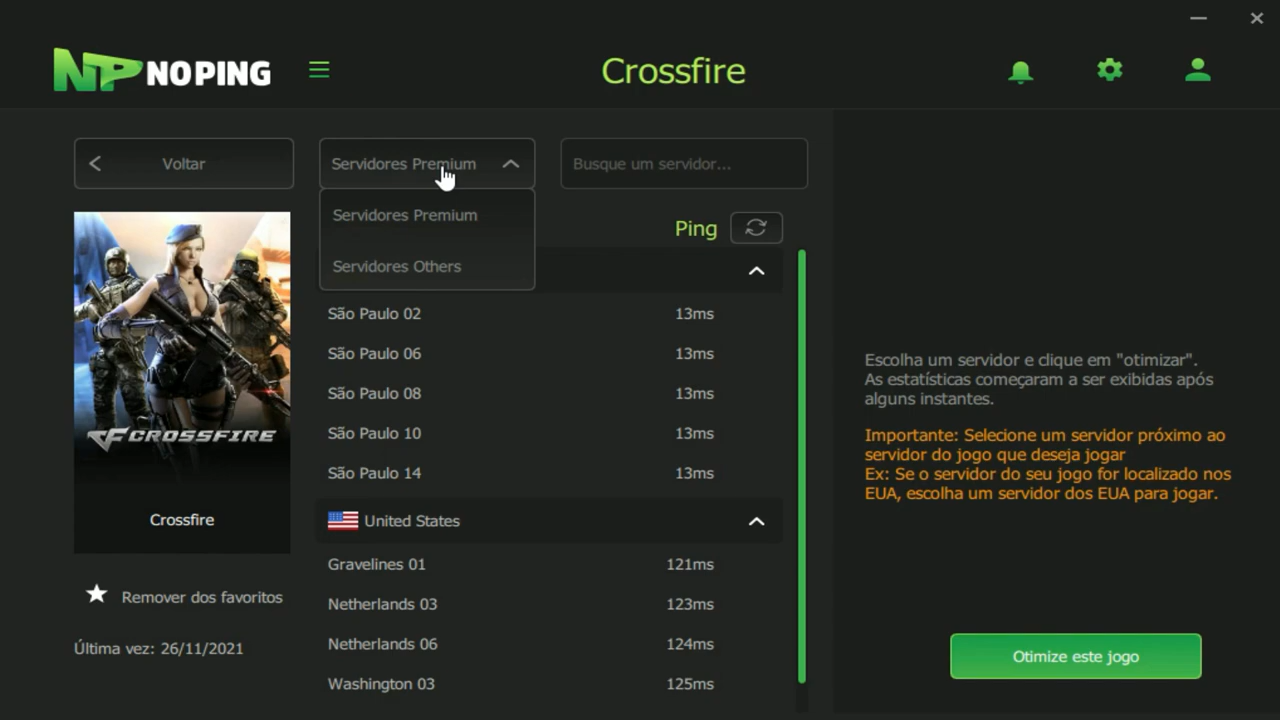 NP NOPING
Crossfire
Voltar
Servidores Premium
Busque um servidor...
Servidores Premium
Servidores Others
Ping
São Paulo 02 13ms
São Paulo 06 13ms
São Paulo 08 13ms
São Paulo 10 13ms
São Paulo 14 13ms
United States
Gravelines 01 121ms
Netherlands 03 123ms
Netherlands 06 124ms
Washington 03 125ms
CF CROSSFIRE
Crossfire
Remover dos favoritos
Última vez: 26/11/2021
Escolha um servidor e clique em "otimizar".
As estatísticas começaram a ser exibidas após
alguns instantes.
Importante: Selecione um servidor próximo ao
servidor do jogo que deseja jogar
Ex: Se o servidor do seu jogo for localizado nos
EUA, escolha um servidor dos EUA para jogar.
Otimize este jogo